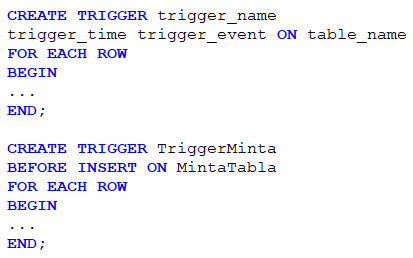 CREATE TRIGGER trigger_name
trigger_time trigger_event ON table_name
FOR EACH ROW
BEGIN
...
END;

CREATE TRIGGER TriggerMinta
BEFORE INSERT ON MintaTabla
FOR EACH ROW
BEGIN
...
END;